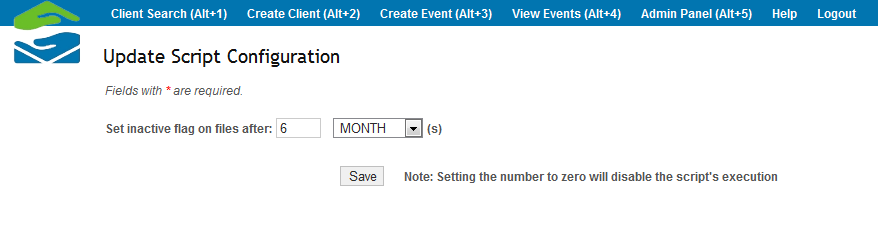 Client Search (Alt+1) Create Client (Alt+2) Create Event (Alt+3) View Events (Alt+4) Admin Panel (Alt+5) Help Logout
Update Script Configuration
Fields with * are required.
Set inactive flag on files after: 6 MONTH (s)
Save Note: Setting the number to zero will disable the script's execution